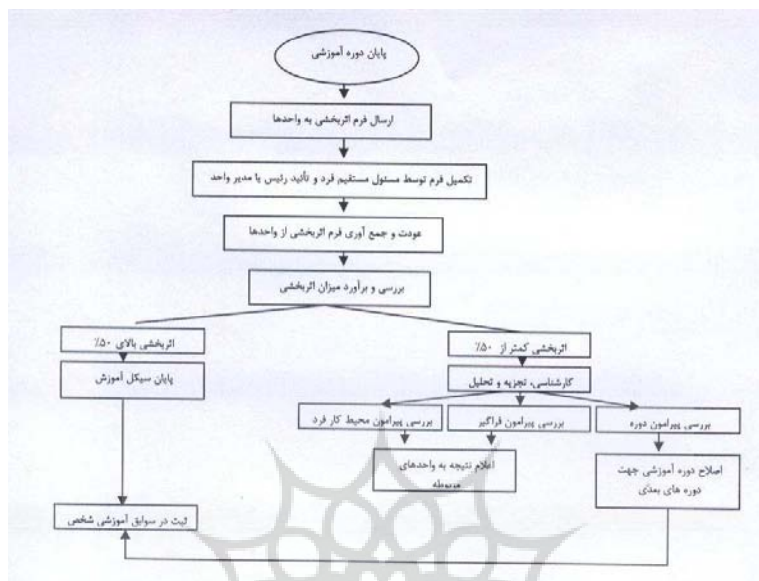 پایان دوره آموزشی
ارسال فرم اثربخشی به واحدها
تکمیل فرم توسط مسئول مستقیم فرد و تأئید رئیس یا مدیر واحد
عودت و جمع آوری فرم اثربخشی از واحدها
بررسی و برآورد میزان اثربخشی
اثربخشی کمتر از ۵۰٪
اثربخشی بالای ۵۰٪
کارشناسی، تجزیه و تحلیل
پایان سیکل آموزش
بررسی پیرامون دوره
بررسی پیرامون فراگیر
بررسی پیرامون محیط کار فرد
اصلاح دوره آموزشی جهت
دوره های بعدی
اعلام نتیجه به واحدهای
مربوطه
ثبت در سوابق آموزشی شخص